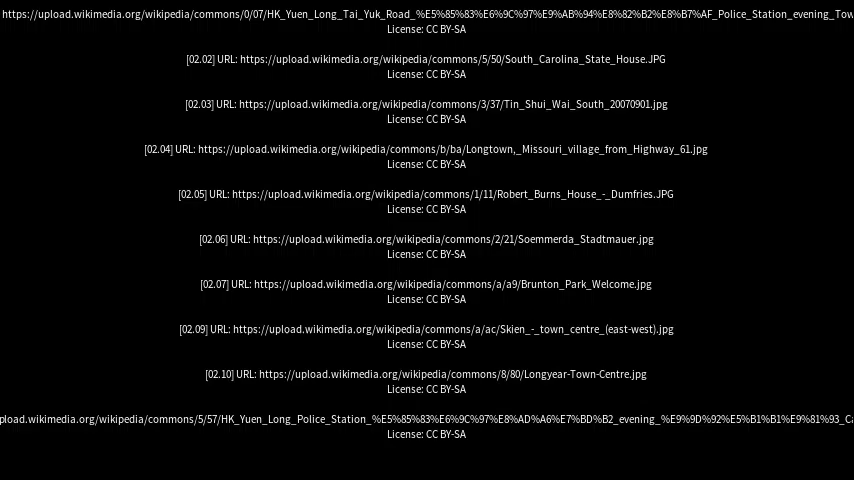 https://upload.wikimedia.org/wikipedia/commons/0/07/HK_Yuen_Long_Tai_Yuk_Road_%E5%85%83%E6%9C%97%E9%AB%94%E8%82%B2%E8%B7%AF_Police_Station_evening_Tow
License: CC BY-SA
[02.02] URL: https://upload.wikimedia.org/wikipedia/commons/5/50/South_Carolina_State_House.JPG
License: CC BY-SA
[02.03] URL: https://upload.wikimedia.org/wikipedia/commons/3/37/Tin_Shui_Wai_South_20070901.jpg
License: CC BY-SA
[02.04] URL: https://upload.wikimedia.org/wikipedia/commons/b/ba/Longtown,_Missouri_village_from_Highway_61.jpg
License: CC BY-SA
[02.05] URL: https://upload.wikimedia.org/wikipedia/commons/1/11/Robert_Burns_House_-_Dumfries.JPG
License: CC BY-SA
[02.06] URL: https://upload.wikimedia.org/wikipedia/commons/2/21/Soemmerda_Stadtmauer.jpg
License: CC BY-SA
[02.07] URL: https://upload.wikimedia.org/wikipedia/commons/a/a9/Brunton_Park_Welcome.jpg
License: CC BY-SA
[02.09] URL: https://upload.wikimedia.org/wikipedia/commons/a/ac/Skien_-_town_centre_(east-west).jpg
License: CC BY-SA
[02.10] URL: https://upload.wikimedia.org/wikipedia/commons/8/80/Longyear-Town-Centre.jpg
License: CC BY-SA
pload.wikimedia.org/wikipedia/commons/5/57/HK_Yuen_Long_Police_Station_%E5%85%83%E6%9C%97%E8%AD%A6%E7%BD%B2_evening_%E9%9D%92%E5%B1%B1%E9%81%93_Ca
License: CC BY-SA